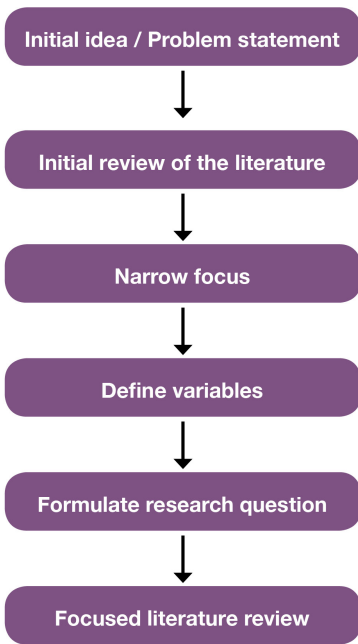 Initial idea / Problem statement
Initial review of the literature
Narrow focus
Define variables
Formulate research question
Focused literature review